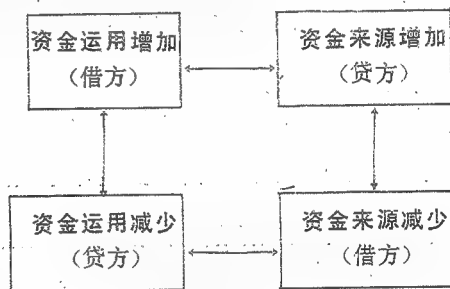 资金运用增加
（借方）
资金来源增加
（贷方）
资金运用减少
（贷方）
资金来源减少
（借方）